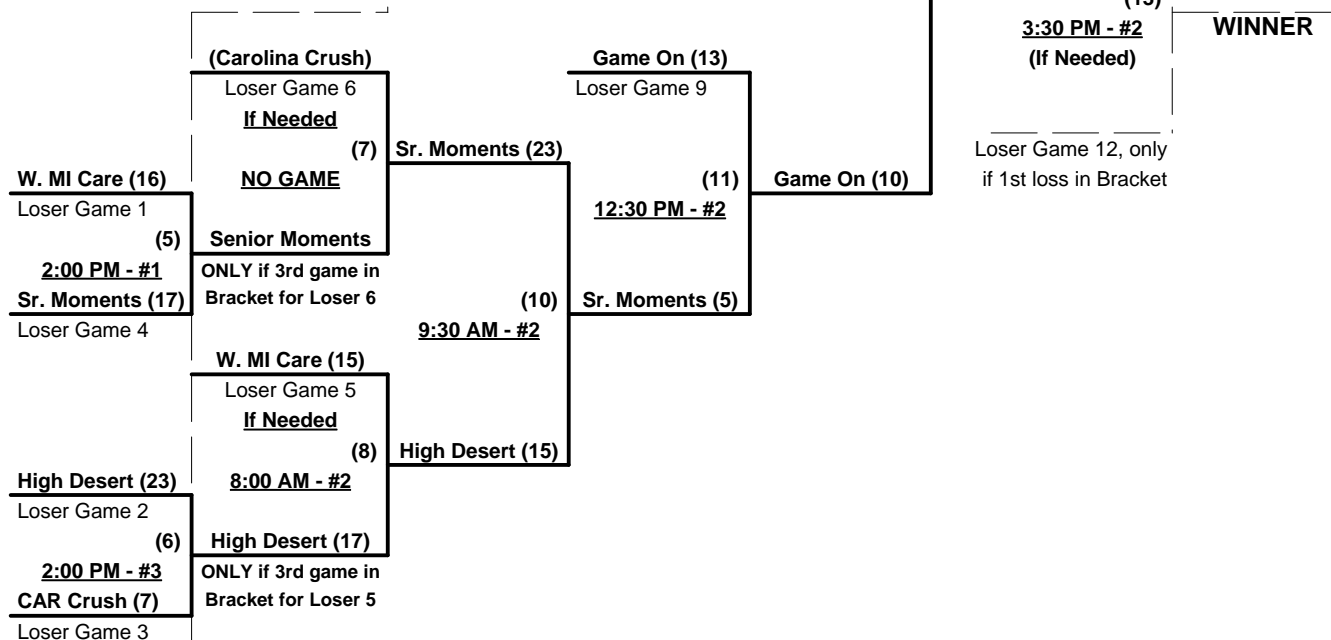 (13)
3:30 PM - #2
WINNER
(If Needed)
Loser Game 12, only
if 1st loss in Bracket
(Carolina Crush)
Loser Game 6
If Needed
(7)
NO GAME
Senior Moments
ONLY if 3rd game in
Bracket for Loser 6
W. MI Care (16)
Loser Game 1
(5)
2:00 PM - #1
Sr. Moments (17)
Loser Game 4
Sr. Moments (23)
Game On (13)
Loser Game 9
(11)
12:30 PM - #2
Game On (10)
(10)
9:30 AM - #2
Sr. Moments (5)
W. MI Care (15)
Loser Game 5
If Needed
(8)
8:00 AM - #2
High Desert (15)
High Desert (23)
Loser Game 2
(6)
2:00 PM - #3
CAR Crush (7)
Loser Game 3
High Desert (17)
ONLY if 3rd game in
Bracket for Loser 5